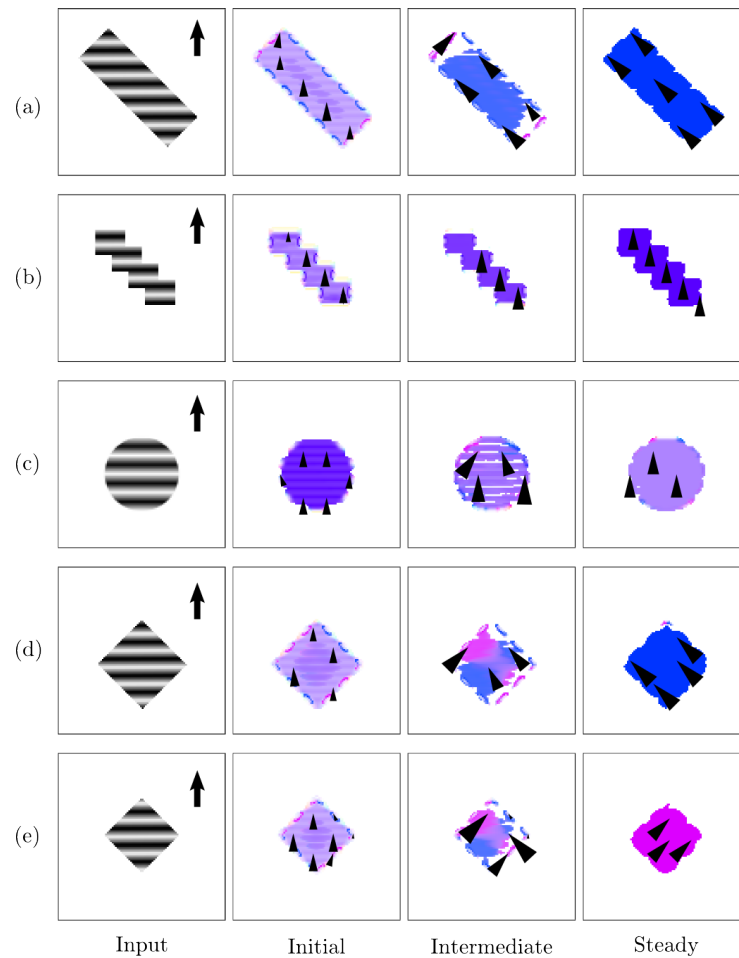 (a)
(b)
(c)
(d)
(e)
Input Initial Intermediate Steady